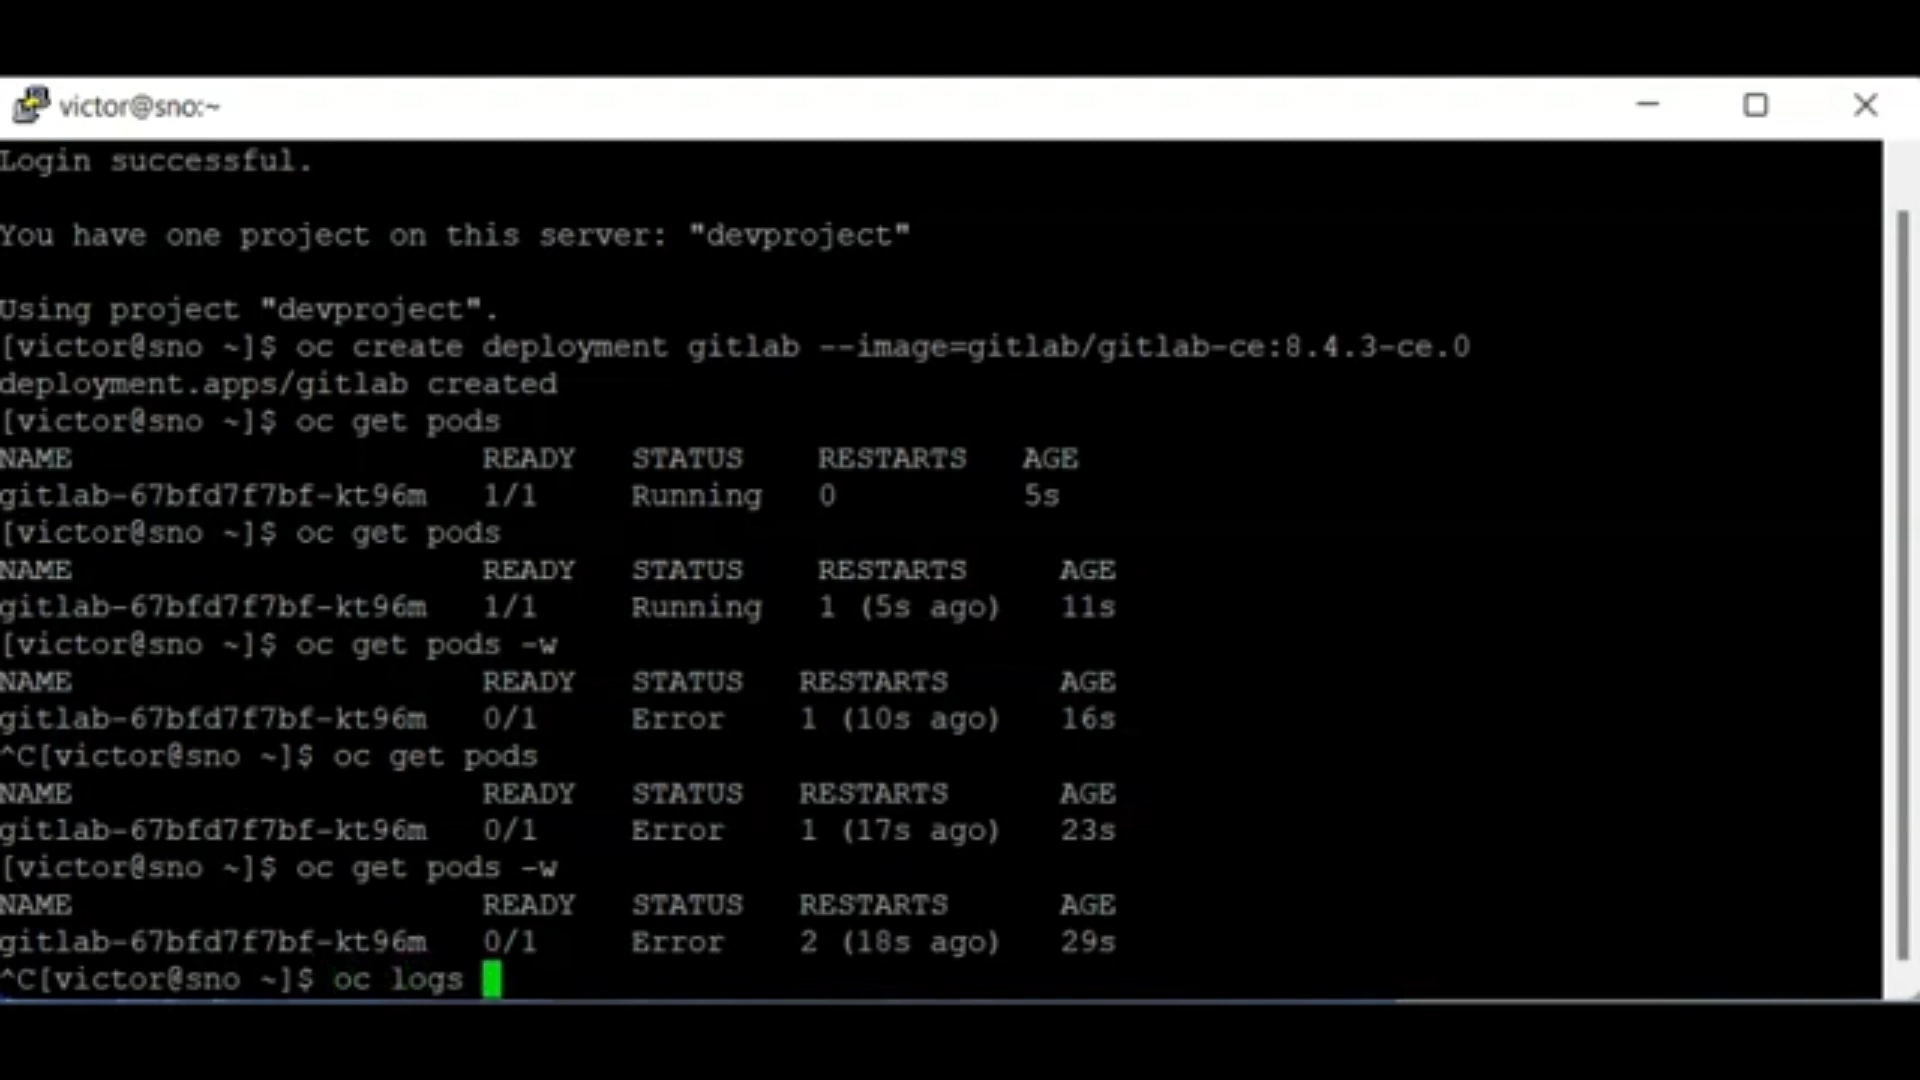 victor@sno:~
Login successful.
You have one project on this server: "devproject"
Using project "devproject".
[victor@sno ~]$ oc create deployment gitlab --image=gitlab/gitlab-ce:8.4.3-ce.0
deployment.apps/gitlab created
[victor@sno ~]$ oc get pods
NAME READY STATUS RESTARTS AGE
gitlab-67bfd7f7bf-kt96m 1/1 Running 0 5s
[victor@sno ~]$ oc get pods
NAME READY STATUS RESTARTS AGE
gitlab-67bfd7f7bf-kt96m 1/1 Running 1 (5s ago) 11s
[victor@sno ~]$ oc get pods -w
NAME READY STATUS RESTARTS AGE
gitlab-67bfd7f7bf-kt96m 0/1 Error 1 (10s ago) 16s
^C[victor@sno ~]$ oc get pods
NAME READY STATUS RESTARTS AGE
gitlab-67bfd7f7bf-kt96m 0/1 Error 1 (17s ago) 23s
[victor@sno ~]$ oc get pods -w
NAME READY STATUS RESTARTS AGE
gitlab-67bfd7f7bf-kt96m 0/1 Error 2 (18s ago) 29s
^C[victor@sno ~]$ oc logs